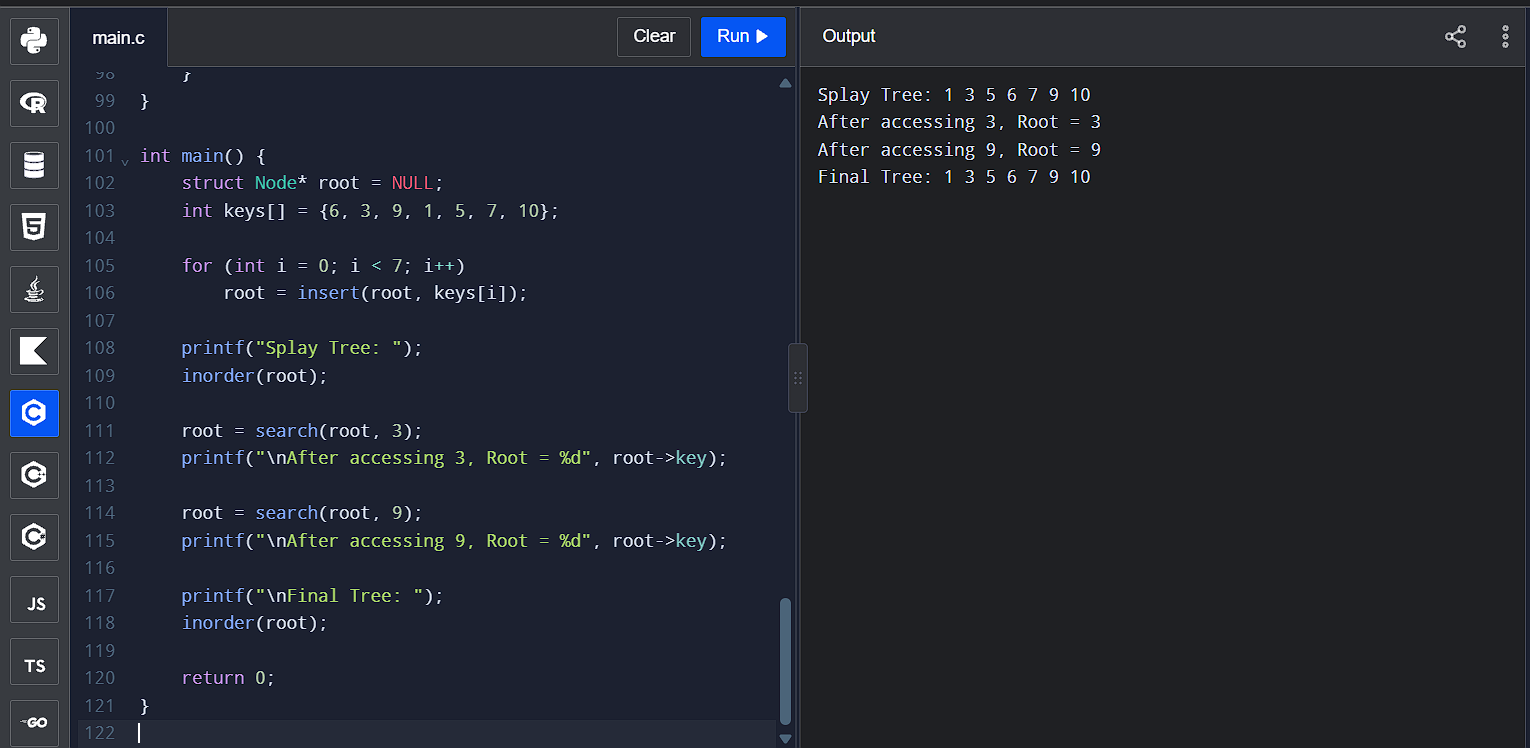 main.c
Clear
Run
98     }
99 }
100
101 int main() {
102     struct Node* root = NULL;
103     int keys[] = {6, 3, 9, 1, 5, 7, 10};
104
105     for (int i = 0; i < 7; i++)
106         root = insert(root, keys[i]);
107
108     printf("Splay Tree: ");
109     inorder(root);
110
111     root = search(root, 3);
112     printf("\nAfter accessing 3, Root = %d", root->key);
113
114     root = search(root, 9);
115     printf("\nAfter accessing 9, Root = %d", root->key);
116
117     printf("\nFinal Tree: ");
118     inorder(root);
119
120     return 0;
121 }
122
Output
Splay Tree: 1 3 5 6 7 9 10
After accessing 3, Root = 3
After accessing 9, Root = 9
Final Tree: 1 3 5 6 7 9 10
R
5
C
C++
C#
JS
TS
GO